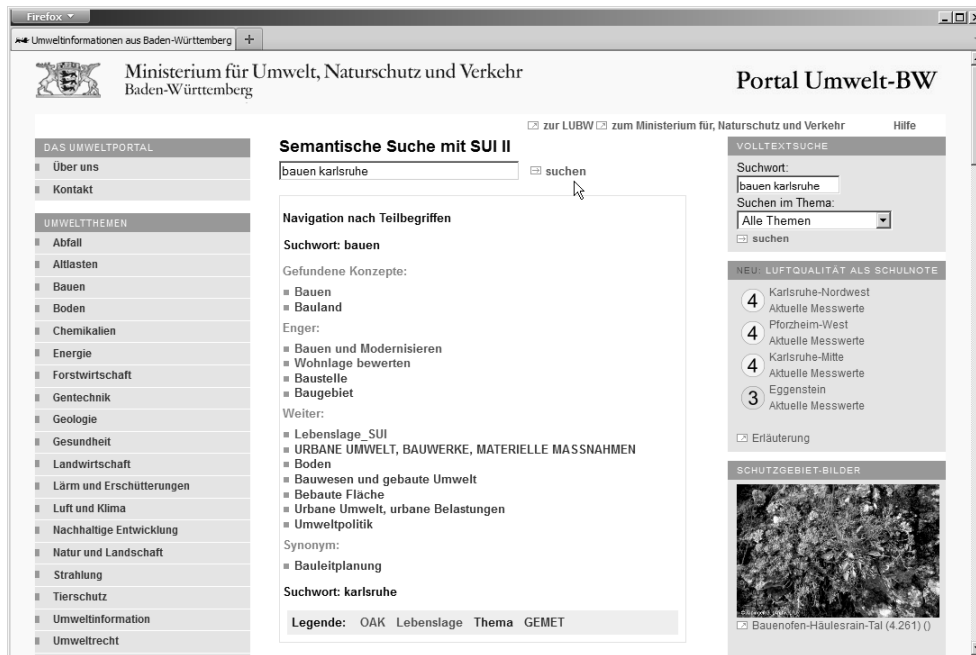 Firefox
Umweltinformationen aus Baden-Württemberg
+
Ministerium für Umwelt, Naturschutz und Verkehr
Baden-Württemberg
Portal Umwelt-BW
zur LUBW zum Ministerium für, Naturschutz und Verkehr Hilfe
DAS UMWELTPORTAL
Über uns
Kontakt
UMWELTTHEMEN
Abfall
Altlasten
Bauen
Boden
Chemikalien
Energie
Forstwirtschaft
Gentechnik
Geologie
Gesundheit
Landwirtschaft
Lärm und Erschütterungen
Luft und Klima
Nachhaltige Entwicklung
Natur und Landschaft
Strahlung
Tierschutz
Umweltinformation
Umweltrecht
Semantische Suche mit SUI II
bauen karlsruhe
suchen
Navigation nach Teilbegriffen
Suchwort: bauen
Gefundene Konzepte:
Bauen
Bauland
Enger:
Bauen und Modernisieren
Wohnlage bewerten
Baustelle
Baugebiet
Weiter:
Lebenslage_SUI
URBANE UMWELT, BAUWERKE, MATERIELLE MASSNAHMEN
Boden
Bauwesen und gebaute Umwelt
Bebaute Fläche
Urbane Umwelt, urbane Belastungen
Umweltpolitik
Synonym:
Bauleitplanung
Suchwort: karlsruhe
Legende: OAK Lebenslage Thema GEMET
VOLLTEXTSUCHE
Suchwort:
bauen karlsruhe
Suchen im Thema:
Alle Themen
suchen
NEU: LUFTQUALITÄT ALS SCHULNOTE
4 Karlsruhe-Nordwest
Aktuelle Messwerte
4 Pforzheim-West
Aktuelle Messwerte
4 Karlsruhe-Mitte
Aktuelle Messwerte
3 Eggenstein
Aktuelle Messwerte
Erläuterung
SCHUTZGEBIET-BILDER
Bauenofen-Häulesrain-Tal (4.261) ()